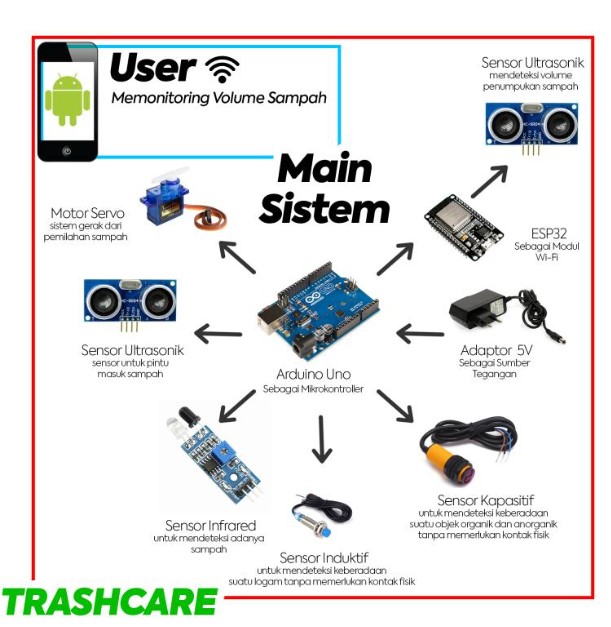 User
Memonitoring Volume Sampah
Sensor Ultrasonik
mendeteksi volume
penumpukan sampah
Main
Sistem
Motor Servo
sistem gerak dari
pemilahan sampah
ESP32
Sebagai Modul
Wi-Fi
Sensor Ultrasonik
sensor untuk pintu
masuk sampah
Arduino Uno
Sebagai Mikrokontroller
Adaptor 5V
Sebagai Sumber
Tegangan
Sensor Infrared
untuk mendeteksi adanya
sampah
Sensor Induktif
untuk mendeteksi keberadaan
suatu logam tanpa memerlukan kontak fisik
Sensor Kapasitif
untuk mendeteksi keberadaan
suatu objek organik dan anorganik
tanpa memerlukan kontak fisik
TRASHCARE